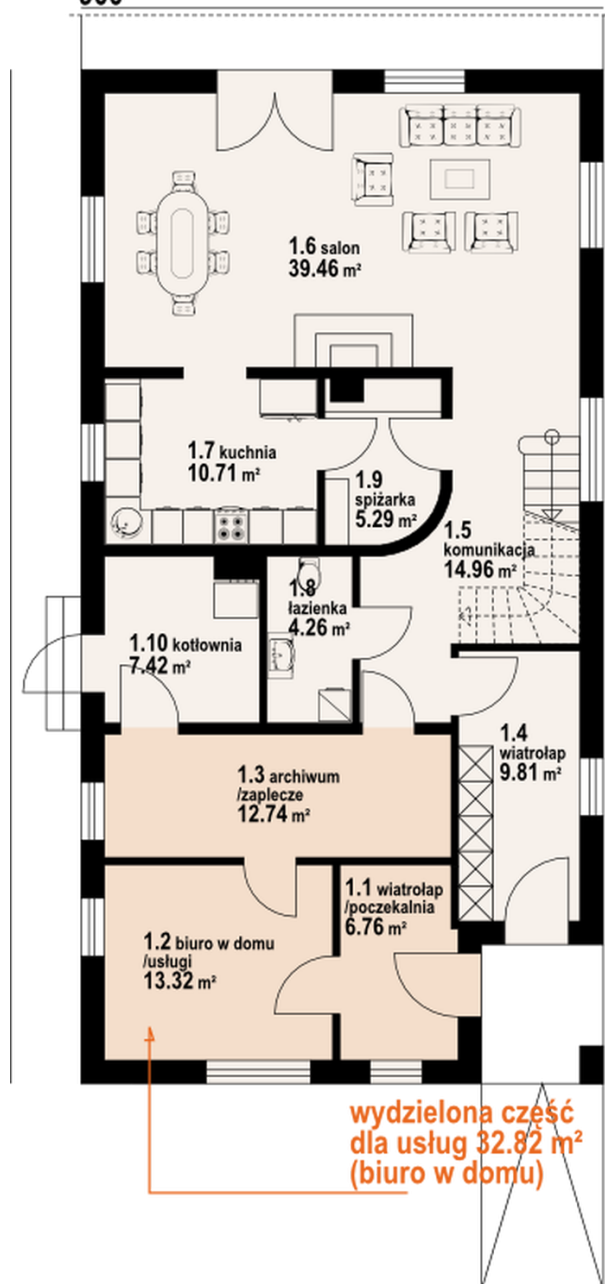 1.6 salon
39.46 m²
1.7 kuchnia
10.71 m²
1.9
spiżarka
5.29 m²
1.5
komunikacja
14.96 m²
1.8
łazienka
4.26 m²
1.10 kotłownia
7.42 m²
1.4
wiatrołap
9.81 m²
1.3 archiwum
/zaplecze
12.74 m²
1.1 wiatrołap
/poczekalnia
6.76 m²
1.2 biuro w domu
/usługi
13.32 m²
wydzielona część
dla usług 32.82 m²
(biuro w domu)